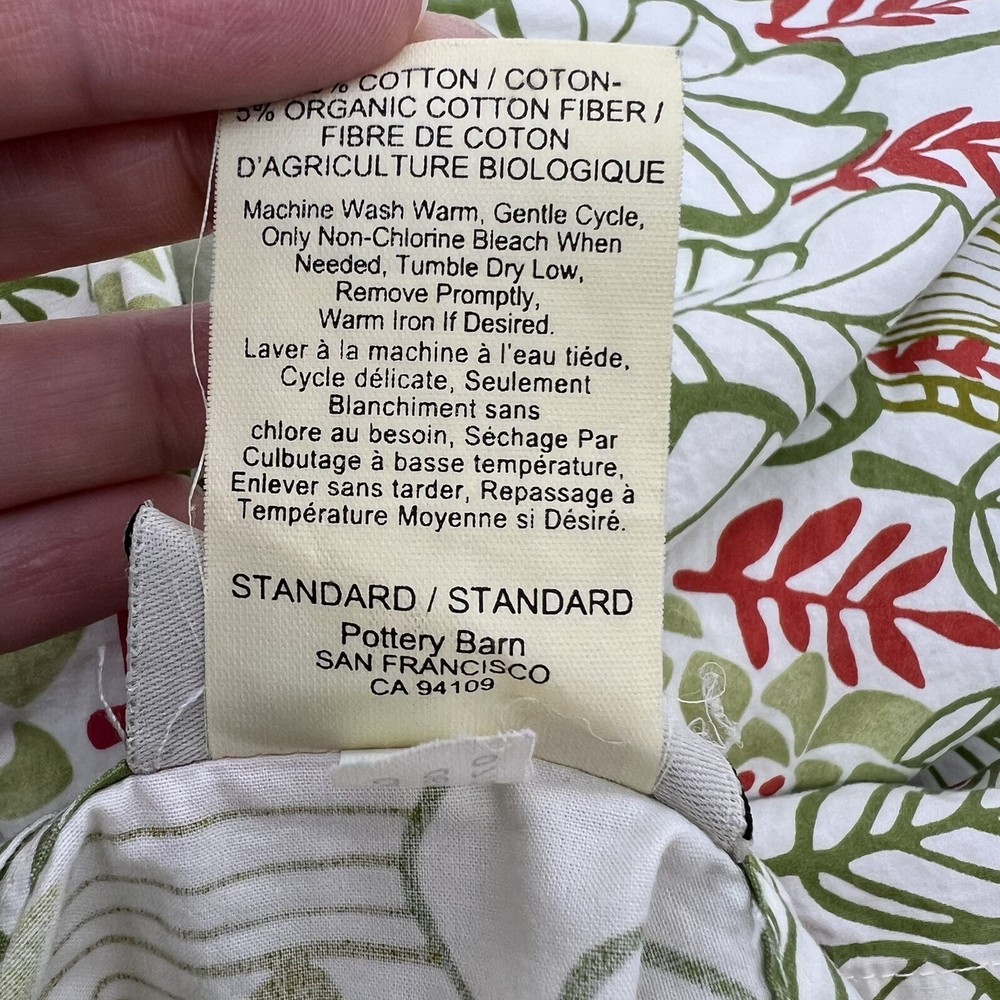 % COTTON / COTON-
5% ORGANIC COTTON FIBER /
FIBRE DE COTON
D'AGRICULTURE BIOLOGIQUE
Machine Wash Warm, Gentle Cycle,
Only Non-Chlorine Bleach When
Needed, Tumble Dry Low,
Remove Promptly,
Warm Iron If Desired.
Laver à la machine à l'eau tiéde,
Cycle délicate, Seulement
Blanchiment sans
chlore au besoin, Séchage Par
Culbutage à basse température,
Enlever sans tarder, Repassage à
Température Moyenne si Désiré.
STANDARD / STANDARD
Pottery Barn
SAN FRANCISCO
CA 94109